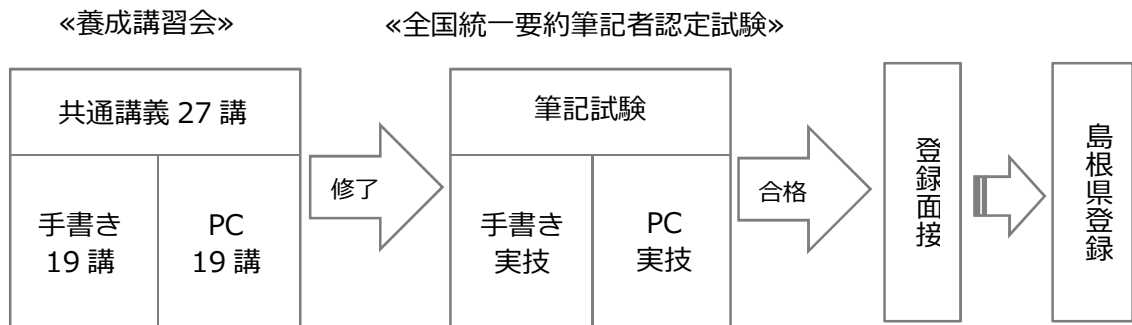 ≪養成講習会≫
≪全国統一要約筆記者認定試験≫
共通講義 27 講
手書き
19 講
PC
19 講
修了
筆記試験
手書き
実技
PC
実技
合格
登録面接
島根県登録